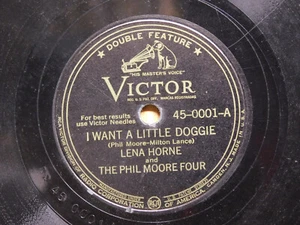 ★ DOUBLE FEATURE ★
"HIS MASTER'S VOICE"
VICTOR
For best results
use Victor Needles
45-0001-A
I WANT A LITTLE DOGGIE
(Phil Moore-Milton Lance)
LENA HORNE
and
THE PHIL MOORE FOUR
RCA